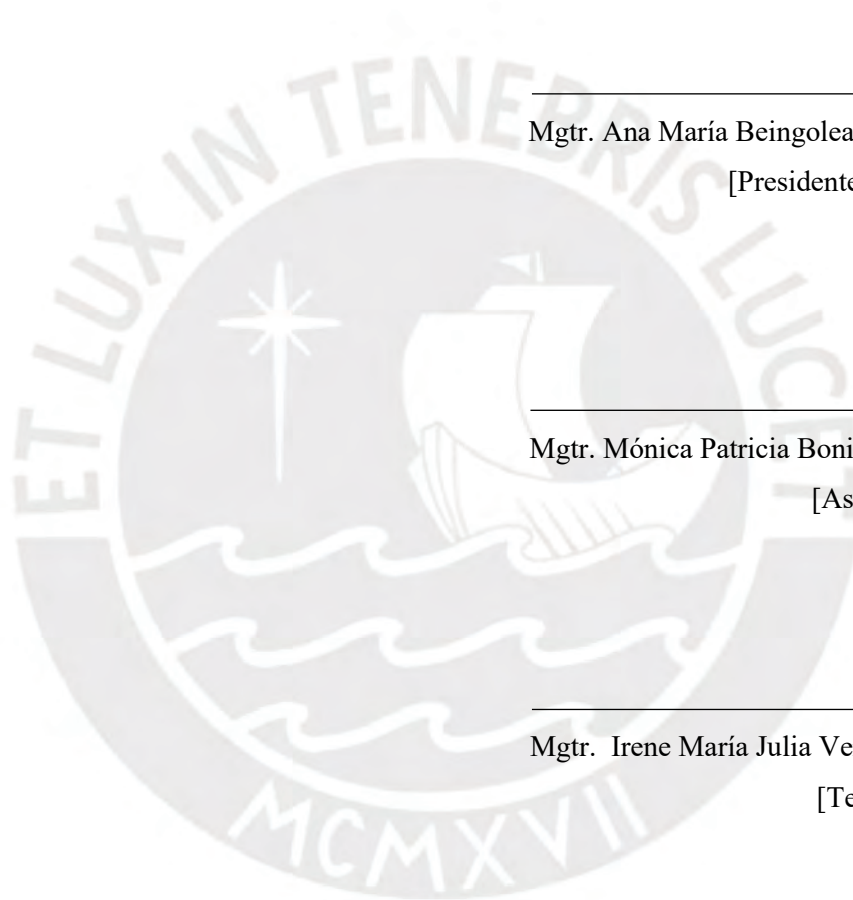 ET LUX IN TENEBRIS LUCET
MCMXVII
Mgtr. Ana María Beingolea
[Presidente
Mgtr. Mónica Patricia Boni
[As
Mgtr. Irene María Julia Ve
[Te